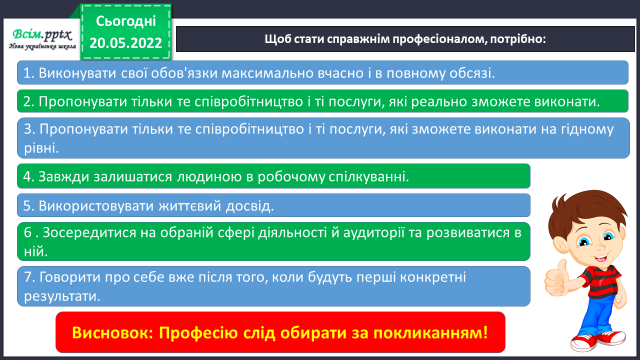 Всім.pptx
Нова українська школа
Сьогодні
20.05.2022
Щоб стати справжнім професіоналом, потрібно:
1. Виконувати свої обов'язки максимально вчасно і в повному обсязі.
2. Пропонувати тільки те співробітництво і ті послуги, які реально зможете виконати.
3. Пропонувати тільки те співробітництво і ті послуги, які зможете виконати на гідному
рівні.
4. Завжди залишатися людиною в робочому спілкуванні.
5. Використовувати життєвий досвід.
6 . Зосередитися на обраній сфері діяльності й аудиторії та розвиватися в
ній.
7. Говорити про себе вже після того, коли будуть перші конкретні
результати.
Висновок: Професію слід обирати за покликанням!